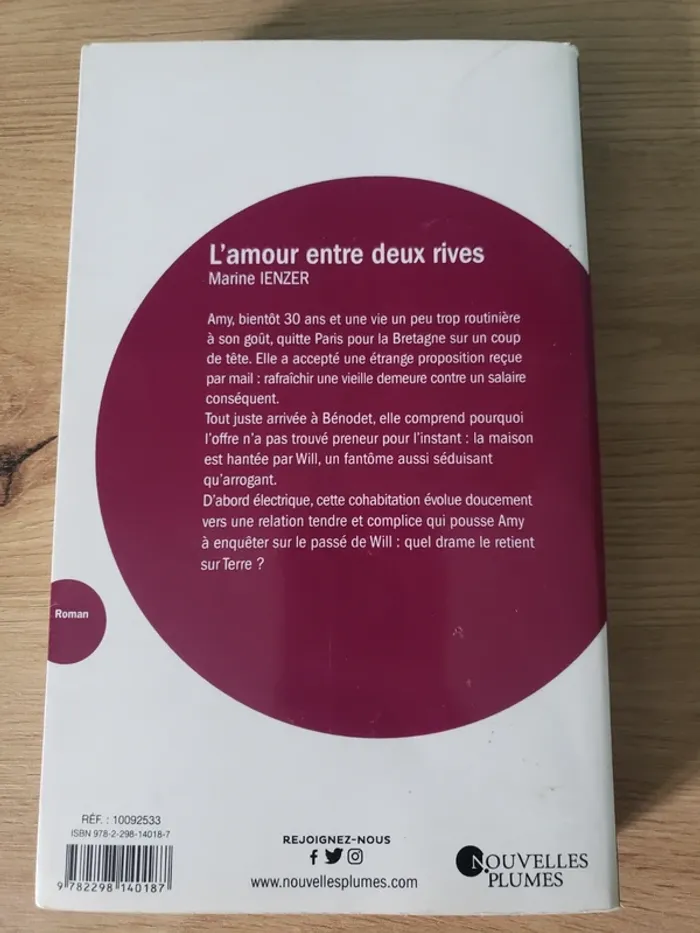 L'amour entre deux rives
Marine IENZER
Amy, bientôt 30 ans et une vie un peu trop routinière
à son goût, quitte Paris pour la Bretagne sur un coup
de tête. Elle a accepté une étrange proposition reçue
par mail : rafraîchir une vieille demeure contre un salaire
conséquent.
Tout juste arrivée à Bénodet, elle comprend pourquoi
l'offre n'a pas trouvé preneur pour l'instant : la maison
est hantée par Will, un fantôme aussi séduisant
qu'arrogant.
D'abord électrique, cette cohabitation évolue doucement
vers une relation tendre et complice qui pousse Amy
à enquêter sur le passé de Will : quel drame le retient
sur Terre ?
Roman
RÉF. : 10092533
ISBN 978-2-298-14018-7
9 782298 140187
REJOIGNEZ-NOUS
www.nouvellesplumes.com
NOUVELLES
PLUMES